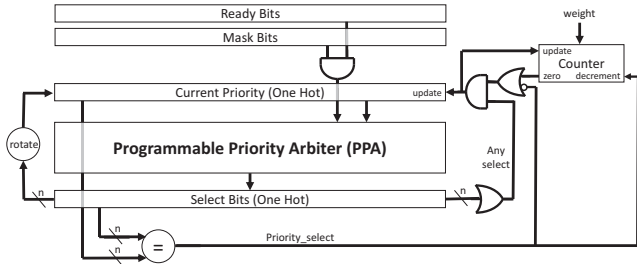 Ready Bits
weight
Mask Bits
update
Counter
zero decrement
Current Priority (One Hot)
update
rotate
Programmable Priority Arbiter (PPA)
Any
select
n
Select Bits (One Hot)
n
n
n
=
Priority_select